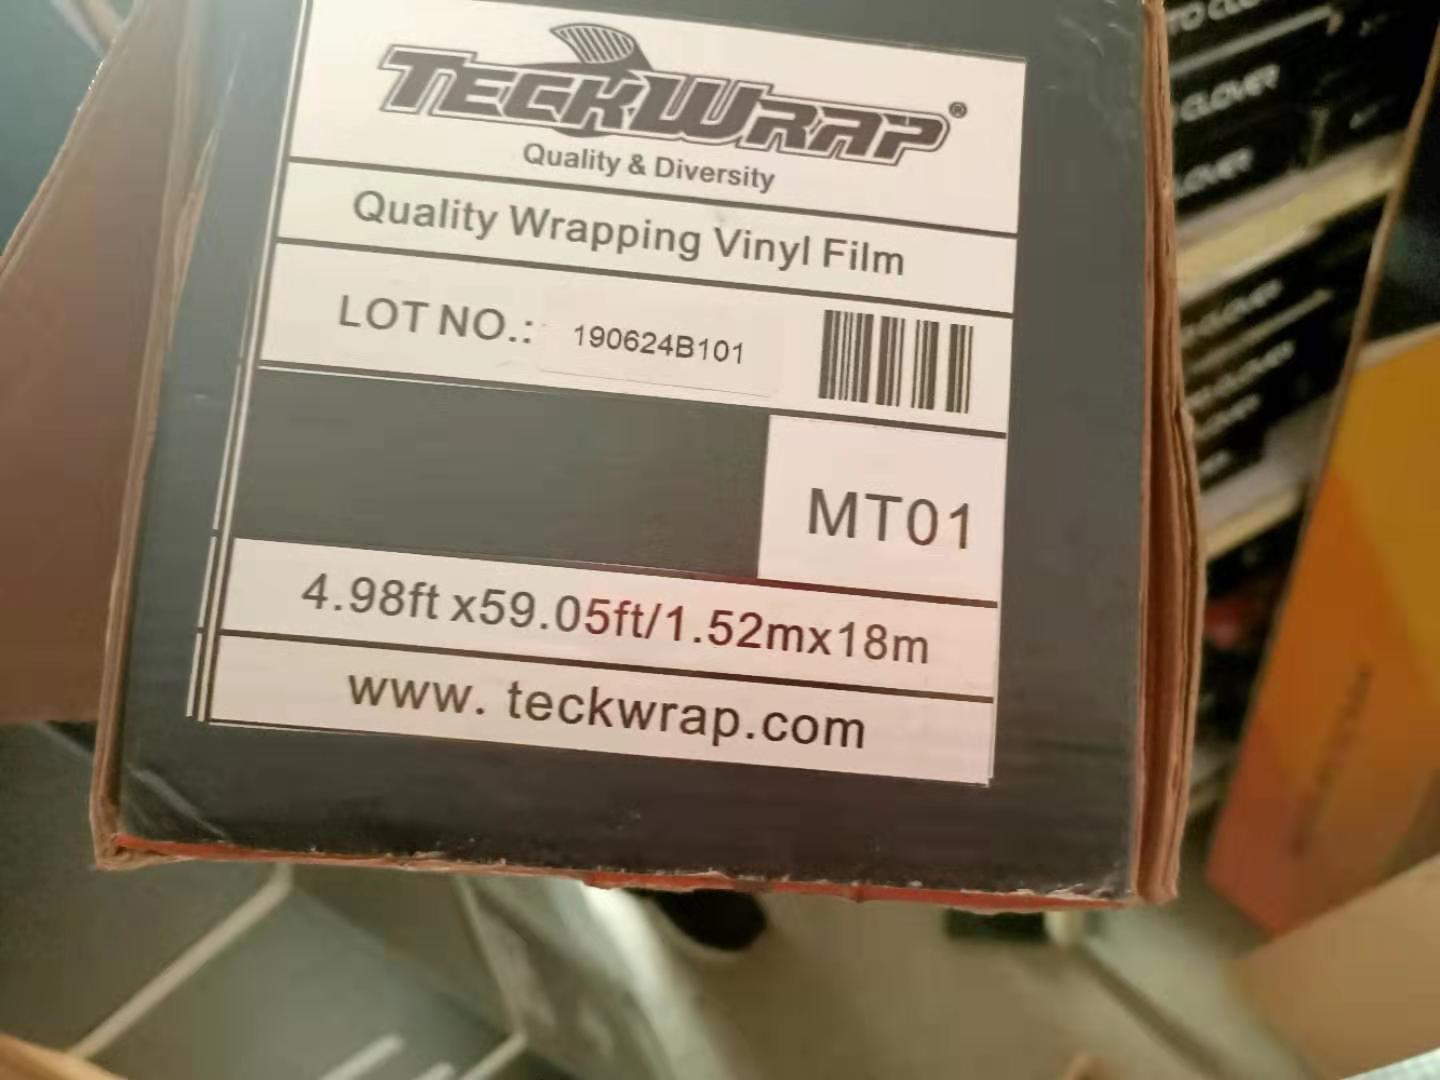 TECKWRAP®
Quality & Diversity
Quality Wrapping Vinyl Film
LOT NO.: 190624B101
MT01
4.98ft x59.05ft/1.52mx18m
www. teckwrap.com
CLOVER